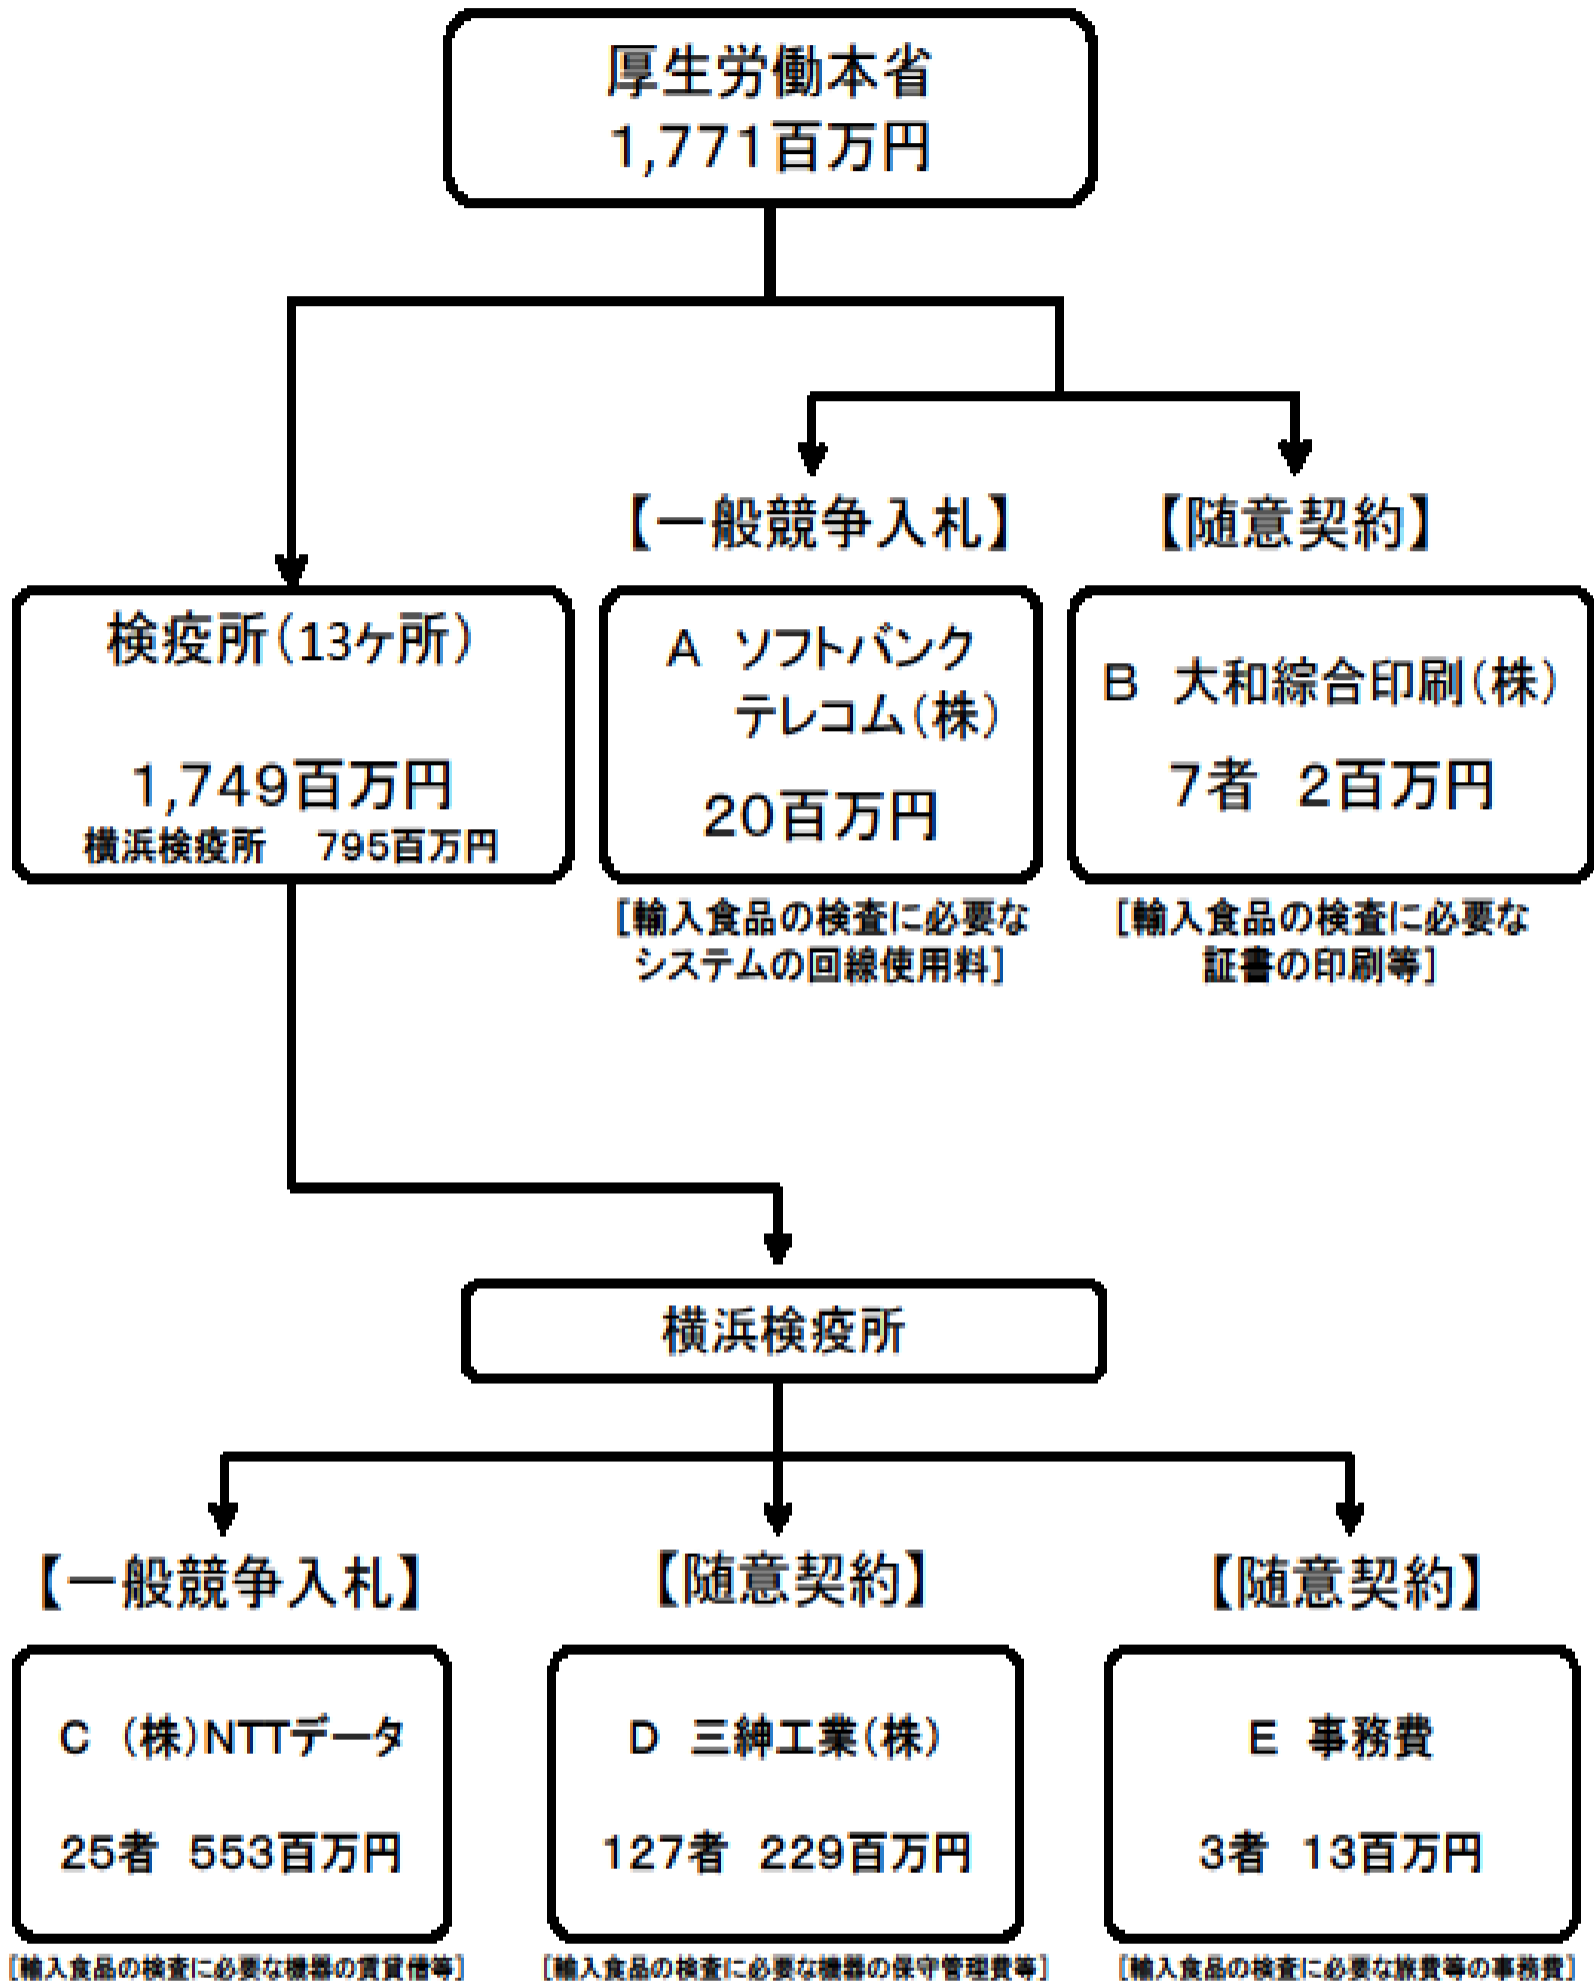 厚生労働本省
1,771百万円
【一般競争入札】
【随意契約】
検疫所(13ヶ所)
1,749百万円
横浜検疫所　795百万円
A　ソフトバンク
テレコム(株)
20百万円
B　大和綜合印刷(株)
7者　2百万円
[輸入食品の検査に必要な
システムの回線使用料]
[輸入食品の検査に必要な
証書の印刷等]
横浜検疫所
【一般競争入札】
【随意契約】
【随意契約】
C　(株)NTTデータ
25者　553百万円
D　三紳工業(株)
127者　229百万円
E　事務費
3者　13百万円
[輸入食品の検査に必要な機器の賃貸借等]
[輸入食品の検査に必要な機器の保守管理費等]
[輸入食品の検査に必要な旅費等の事務費]